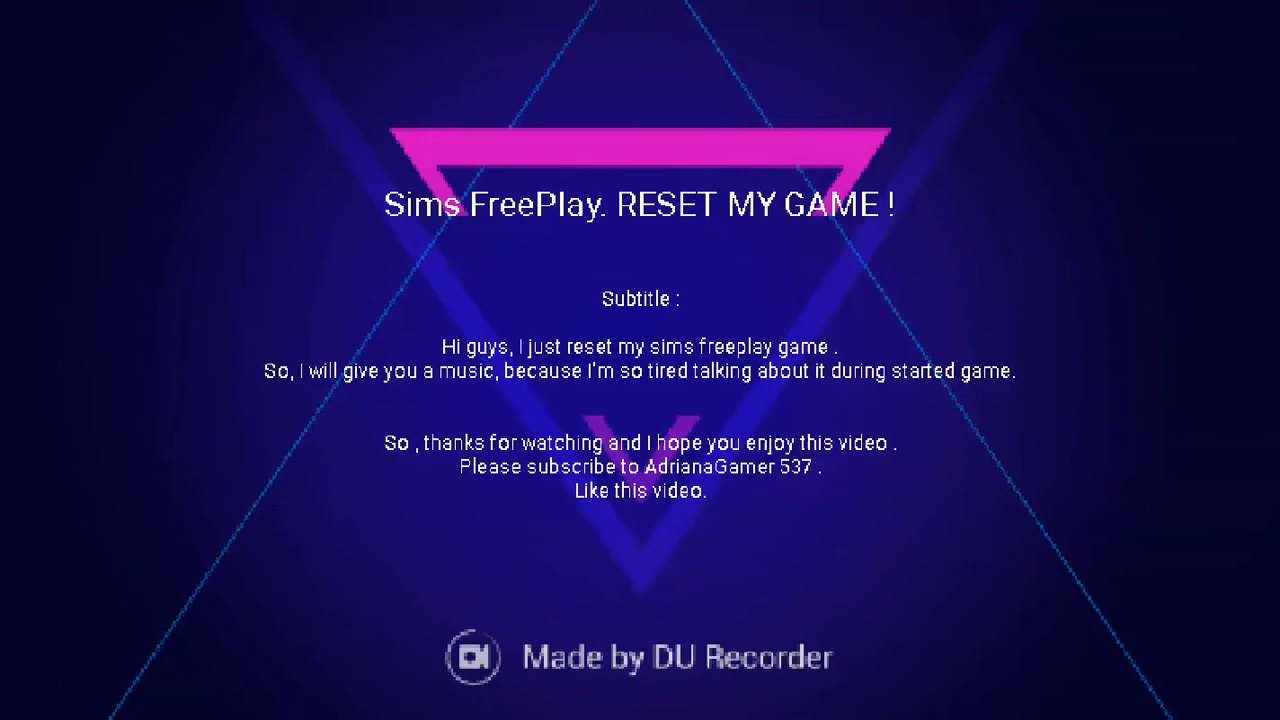 Sims FreePlay. RESET MY GAME !
Subtitle :
Hi guys, I just reset my sims freeplay game .
So, I will give you a music, because I'm so tired talking about it during started game.
So , thanks for watching and I hope you enjoy this video .
Please subscribe to AdrianaGamer 537 .
Like this video.
Made by DU Recorder